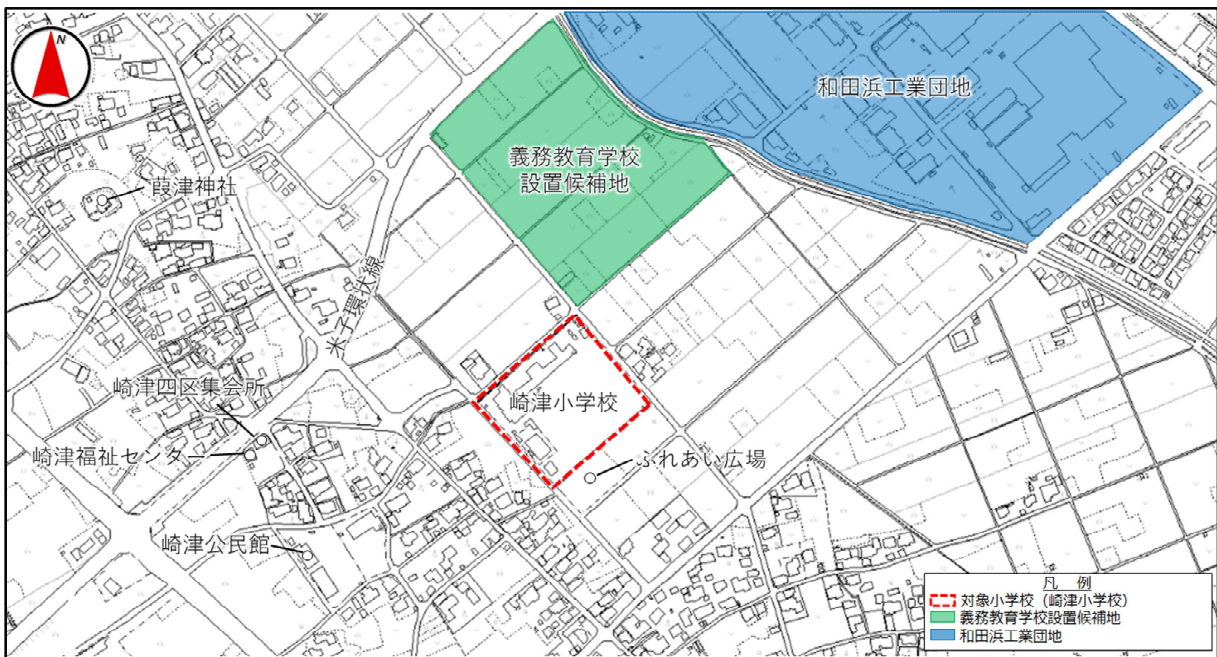 N
和田浜工業団地
義務教育学校
設置候補地
葭津神社
米子環状線
崎津四区集会所
崎津小学校
崎津福祉センター
ふれあい広場
崎津公民館
凡 例
対象小学校(崎津小学校)
義務教育学校設置候補地
和田浜工業団地